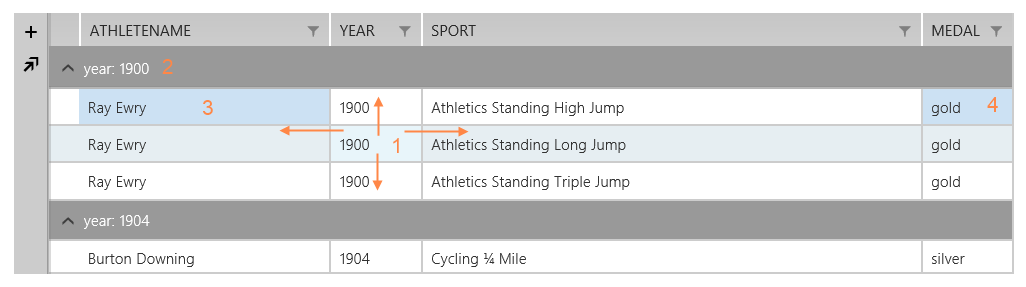 ATHLETENAME YEAR SPORT MEDAL
year: 1900 2
Ray Ewry 3 1900 Athletics Standing High Jump gold 4
Ray Ewry 1900 1 Athletics Standing Long Jump gold
Ray Ewry 1900 Athletics Standing Triple Jump gold
year: 1904
Burton Downing 1904 Cycling ¼ Mile silver